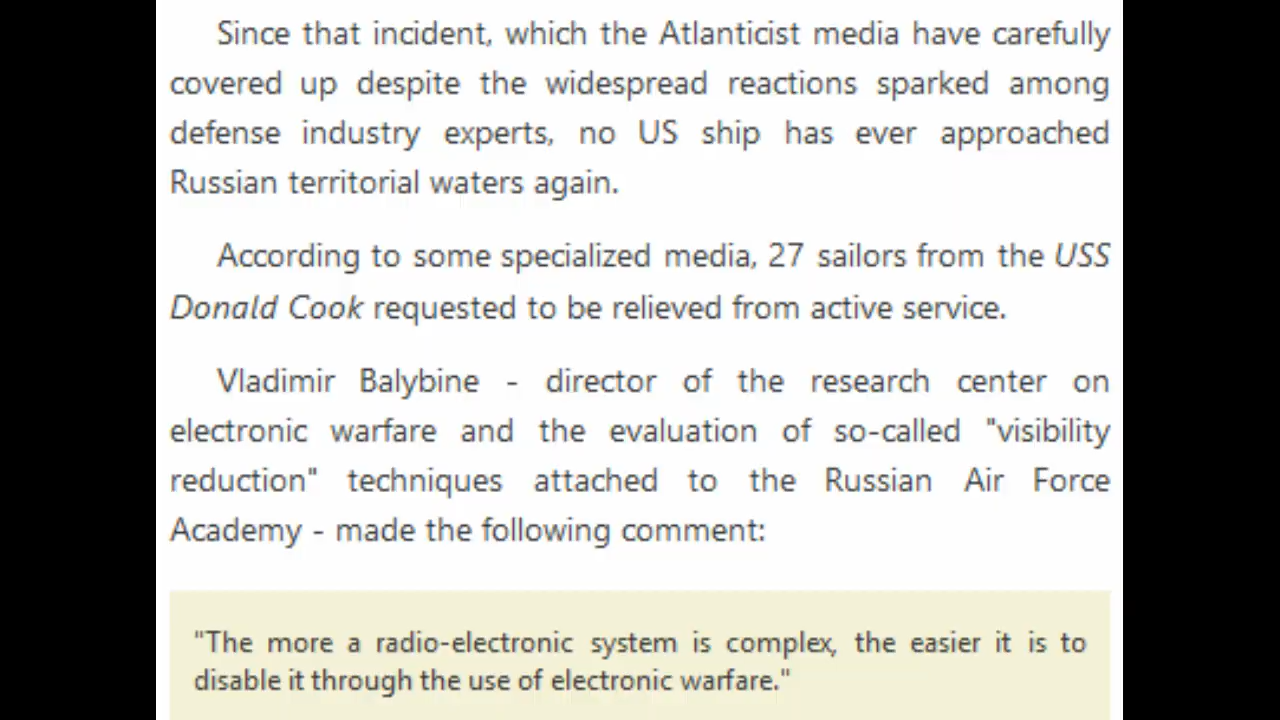 Since that incident, which the Atlanticist media have carefully
covered up despite the widespread reactions sparked among
defense industry experts, no US ship has ever approached
Russian territorial waters again.
According to some specialized media, 27 sailors from the USS
Donald Cook requested to be relieved from active service.
Vladimir Balybine - director of the research center on
electronic warfare and the evaluation of so-called "visibility
reduction" techniques attached to the Russian Air Force
Academy - made the following comment:
"The more a radio-electronic system is complex, the easier it is to
disable it through the use of electronic warfare."